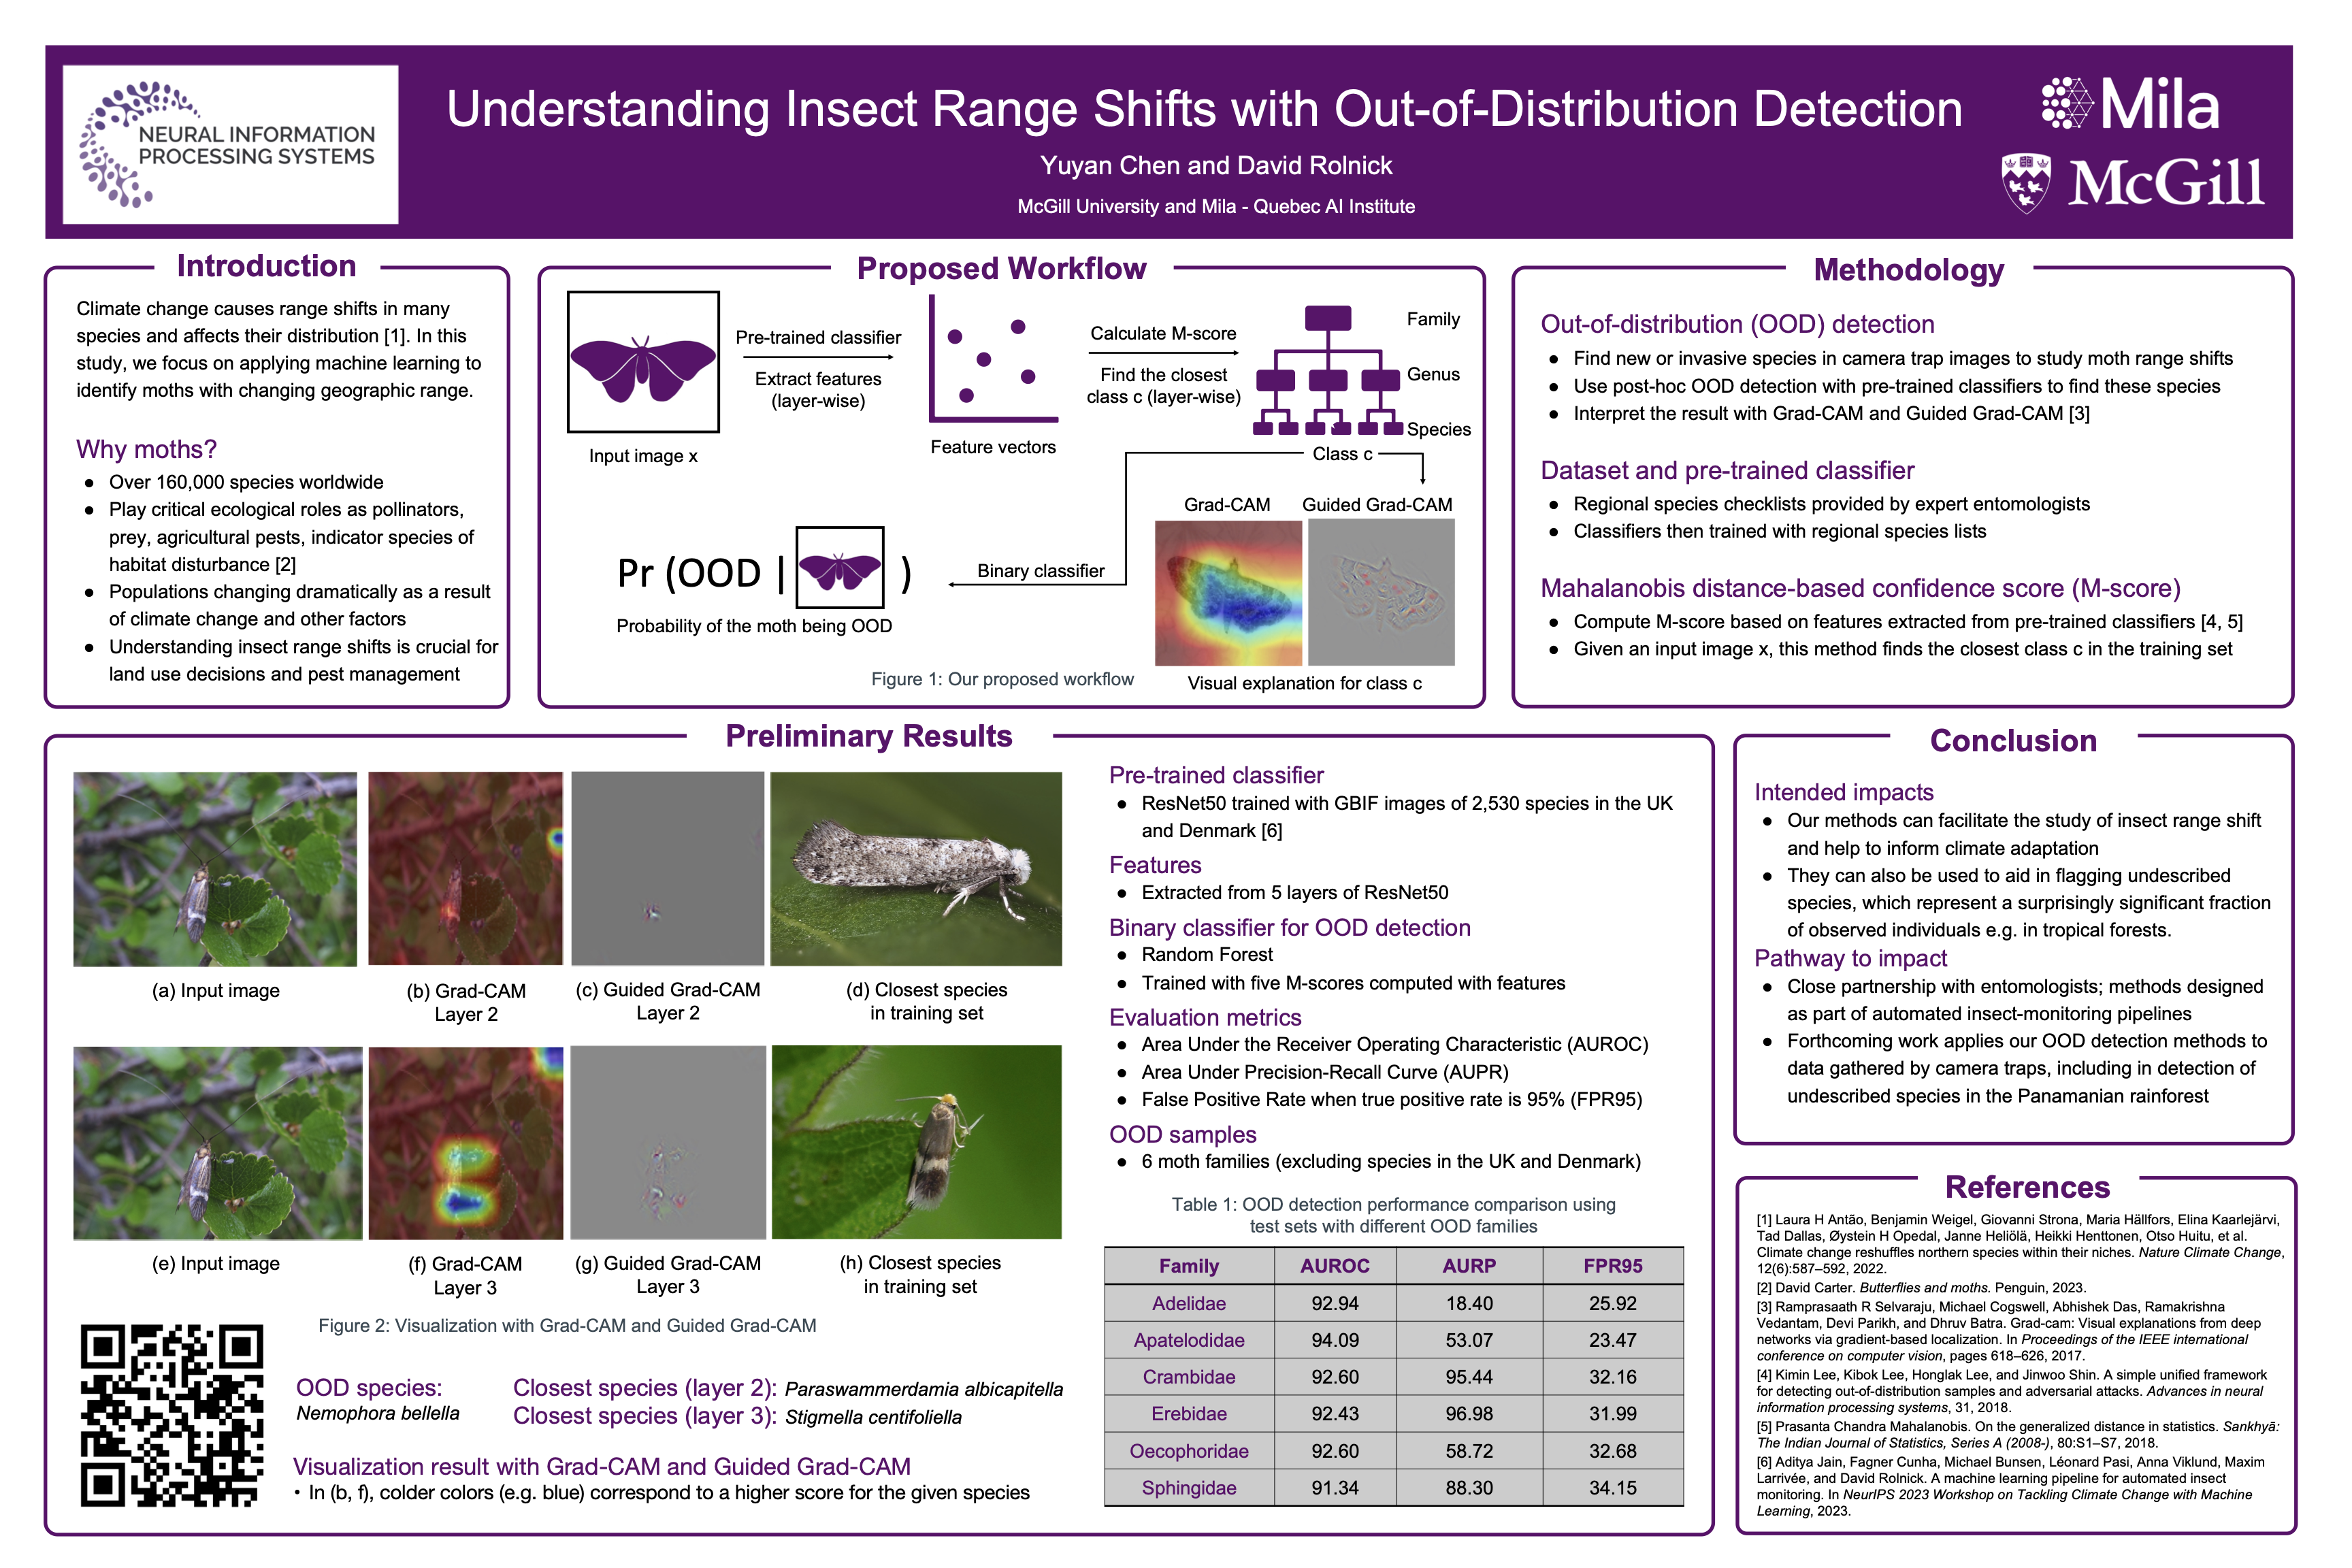 NEURAL INFORMATION
PROCESSING SYSTEMS
Understanding Insect Range Shifts with Out-of-Distribution Detection
Yuyan Chen and David Rolnick
McGill University and Mila - Quebec AI Institute
Mila
McGill
Introduction
Climate change causes range shifts in many
species and affects their distribution [1]. In this
study, we focus on applying machine learning to
identify moths with changing geographic range.
Why moths?
● Over 160,000 species worldwide
● Play critical ecological roles as pollinators,
prey, agricultural pests, indicator species of
habitat disturbance [2]
● Populations changing dramatically as a result
of climate change and other factors
● Understanding insect range shifts is crucial for
land use decisions and pest management
Proposed Workflow
Input image x
Pre-trained classifier
Extract features
(layer-wise)
Feature vectors
Calculate M-score
Find the closest
class c (layer-wise)
Family
Genus
Species
Class c
Grad-CAM
Guided Grad-CAM
Binary classifier
Pr (OOD | )
Probability of the moth being OOD
Visual explanation for class c
Figure 1: Our proposed workflow
Methodology
Out-of-distribution (OOD) detection
● Find new or invasive species in camera trap images to study moth range shifts
● Use post-hoc OOD detection with pre-trained classifiers to find these species
● Interpret the result with Grad-CAM and Guided Grad-CAM [3]
Dataset and pre-trained classifier
● Regional species checklists provided by expert entomologists
● Classifiers then trained with regional species lists
Mahalanobis distance-based confidence score (M-score)
● Compute M-score based on features extracted from pre-trained classifiers [4, 5]
● Given an input image x, this method finds the closest class c in the training set
Preliminary Results
(a) Input image
(b) Grad-CAM
Layer 2
(c) Guided Grad-CAM
Layer 2
(d) Closest species
in training set
(e) Input image
(f) Grad-CAM
Layer 3
(g) Guided Grad-CAM
Layer 3
(h) Closest species
in training set
Figure 2: Visualization with Grad-CAM and Guided Grad-CAM
OOD species:
Nemophora bellella
Closest species (layer 2): Paraswammerdamia albicapitella
Closest species (layer 3): Stigmella centifoliella
Visualization result with Grad-CAM and Guided Grad-CAM
• In (b, f), colder colors (e.g. blue) correspond to a higher score for the given species
Pre-trained classifier
● ResNet50 trained with GBIF images of 2,530 species in the UK
and Denmark [6]
Features
● Extracted from 5 layers of ResNet50
Binary classifier for OOD detection
● Random Forest
● Trained with five M-scores computed with features
Evaluation metrics
● Area Under the Receiver Operating Characteristic (AUROC)
● Area Under Precision-Recall Curve (AUPR)
● False Positive Rate when true positive rate is 95% (FPR95)
OOD samples
● 6 moth families (excluding species in the UK and Denmark)
Table 1: OOD detection performance comparison using
test sets with different OOD families
Family AUROC AURP FPR95
Adelidae 92.94 18.40 25.92
Apatelodidae 94.09 53.07 23.47
Crambidae 92.60 95.44 32.16
Erebidae 92.43 96.98 31.99
Oecophoridae 92.60 58.72 32.68
Sphingidae 91.34 88.30 34.15
Conclusion
Intended impacts
● Our methods can facilitate the study of insect range shift
and help to inform climate adaptation
● They can also be used to aid in flagging undescribed
species, which represent a surprisingly significant fraction
of observed individuals e.g. in tropical forests.
Pathway to impact
● Close partnership with entomologists; methods designed
as part of automated insect-monitoring pipelines
● Forthcoming work applies our OOD detection methods to
data gathered by camera traps, including in detection of
undescribed species in the Panamanian rainforest
References
[1] Laura H Antão, Benjamin Weigel, Giovanni Strona, Maria Hällfors, Elina Kaarlejärvi,
Tad Dallas, Øystein H Opedal, Janne Heliölä, Heikki Henttonen, Otso Huitu, et al.
Climate change reshuffles northern species within their niches. Nature Climate Change,
12(6):587–592, 2022.
[2] David Carter. Butterflies and moths. Penguin, 2023.
[3] Ramprasaath R Selvaraju, Michael Cogswell, Abhishek Das, Ramakrishna
Vedantam, Devi Parikh, and Dhruv Batra. Grad-cam: Visual explanations from deep
networks via gradient-based localization. In Proceedings of the IEEE international
conference on computer vision, pages 618–626, 2017.
[4] Kimin Lee, Kibok Lee, Honglak Lee, and Jinwoo Shin. A simple unified framework
for detecting out-of-distribution samples and adversarial attacks. Advances in neural
information processing systems, 31, 2018.
[5] Prasanta Chandra Mahalanobis. On the generalized distance in statistics. Sankhyā:
The Indian Journal of Statistics, Series A (2008-), 80:S1–S7, 2018.
[6] Aditya Jain, Fagner Cunha, Michael Bunsen, Léonard Pasi, Anna Viklund, Maxim
Larrivée, and David Rolnick. A machine learning pipeline for automated insect
monitoring. In NeurIPS 2023 Workshop on Tackling Climate Change with Machine
Learning, 2023.